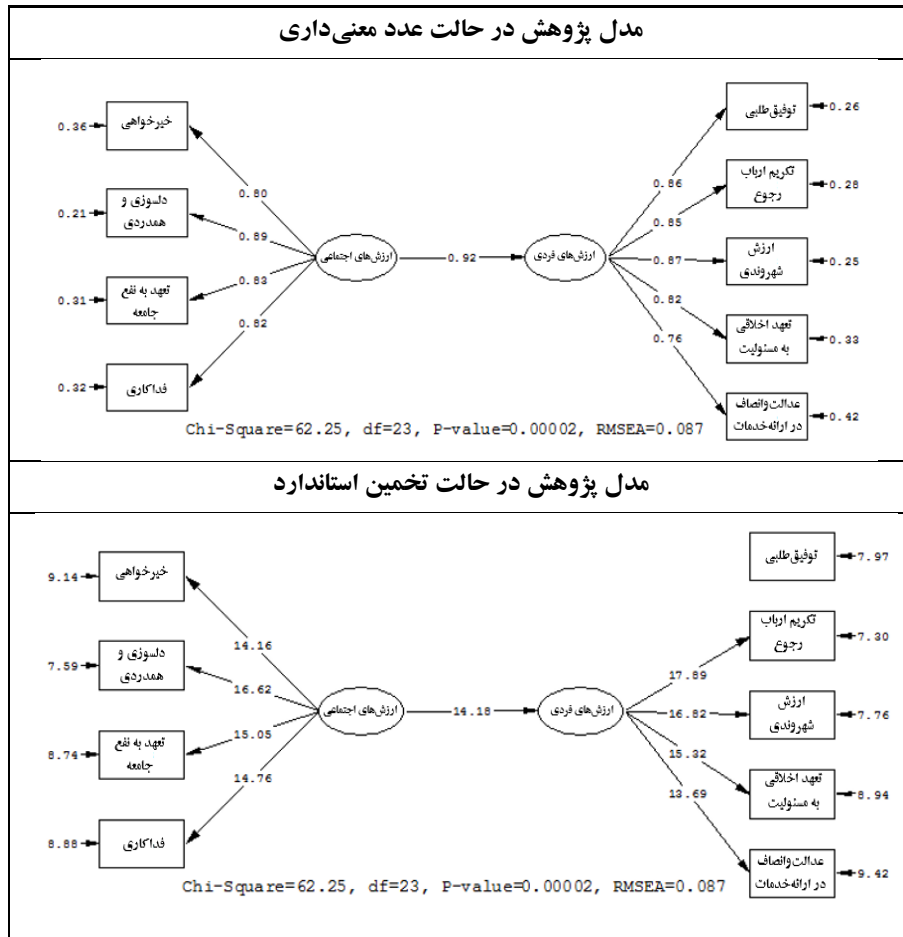 مدل پژوهش در حالت عدد معنی‌داری
خیرخواهی
0.36
دلسوزی و
همدردی
0.21
تعهد به نفع
جامعه
0.31
فداکاری
0.32
0.80
0.89
0.83
0.82
ارزش‌های اجتماعی
0.92
ارزش‌های فردی
0.86
0.85
0.87
0.82
0.76
توفیق‌طلبی
0.26
تکریم ارباب
رجوع
0.28
ارزش
شهروندی
0.25
تعهد اخلاقی
به مسئولیت
0.33
عدالت‌وانصاف
در ارائه‌خدمات
0.42
Chi-Square=62.25, df=23, P-value=0.00002, RMSEA=0.087
مدل پژوهش در حالت تخمین استاندارد
خیرخواهی
9.14
دلسوزی و
همدردی
7.59
تعهد به نفع
جامعه
8.74
فداکاری
8.88
14.16
16.62
15.05
14.76
ارزش‌های اجتماعی
14.18
ارزش‌های فردی
17.89
16.82
15.32
13.69
توفیق‌طلبی
7.97
تکریم ارباب
رجوع
7.30
ارزش
شهروندی
7.76
تعهد اخلاقی
به مسئولیت
8.94
عدالت‌وانصاف
در ارائه‌خدمات
9.42
Chi-Square=62.25, df=23, P-value=0.00002, RMSEA=0.087